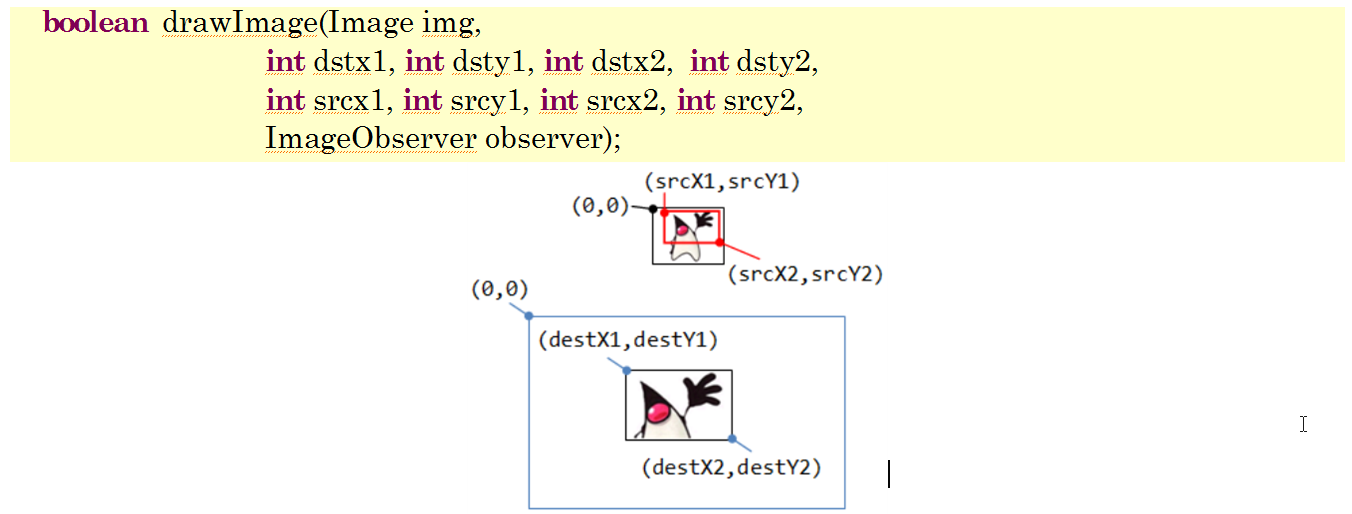 boolean drawImage(Image img,
int dstx1, int dsty1, int dstx2, int dsty2,
int srcx1, int srcy1, int srcx2, int srcy2,
ImageObserver observer);
(srcX1,srcY1)
(0,0)
(srcX2,srcY2)
(0,0)
(destX1,destY1)
(destX2,destY2)